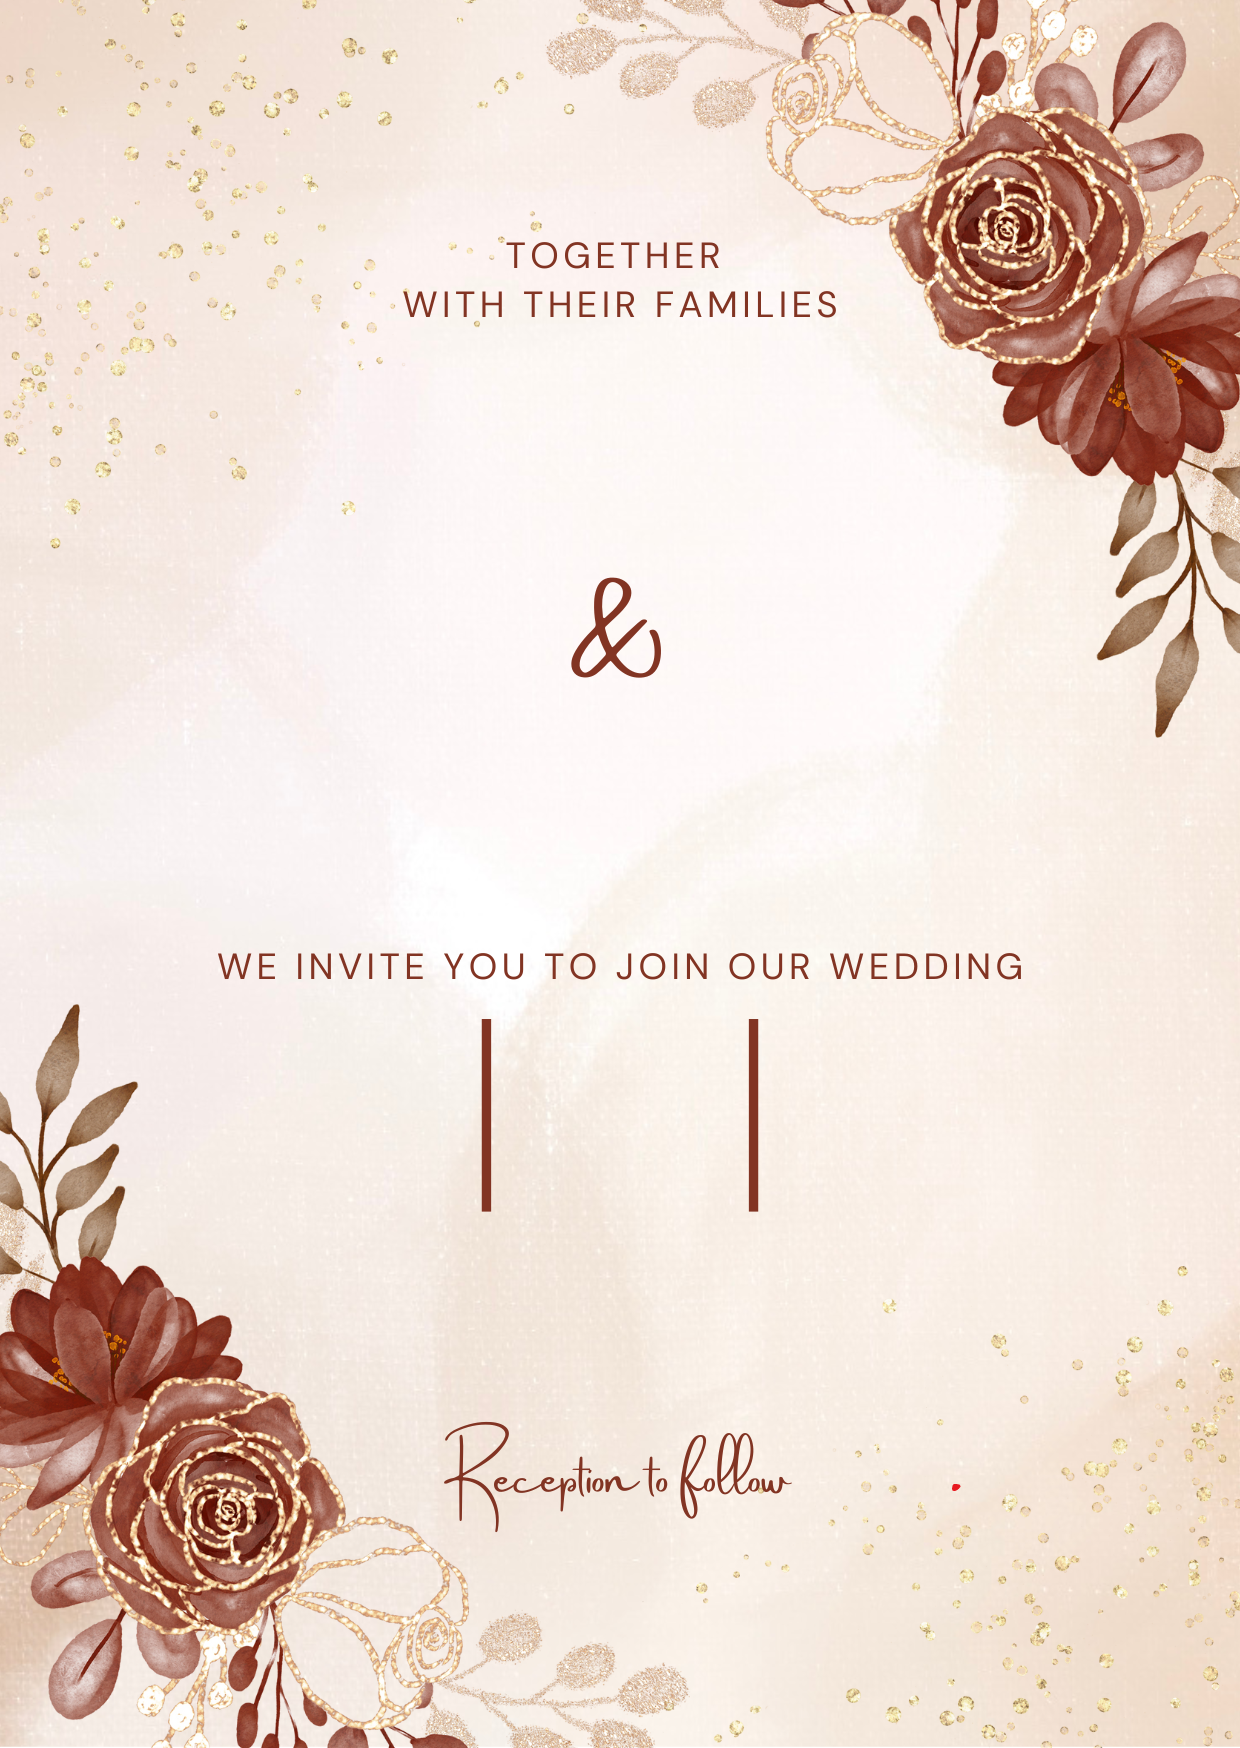 TOGETHER
WITH THEIR FAMILIES
&
WE INVITE YOU TO JOIN OUR WEDDING
Reception to follow